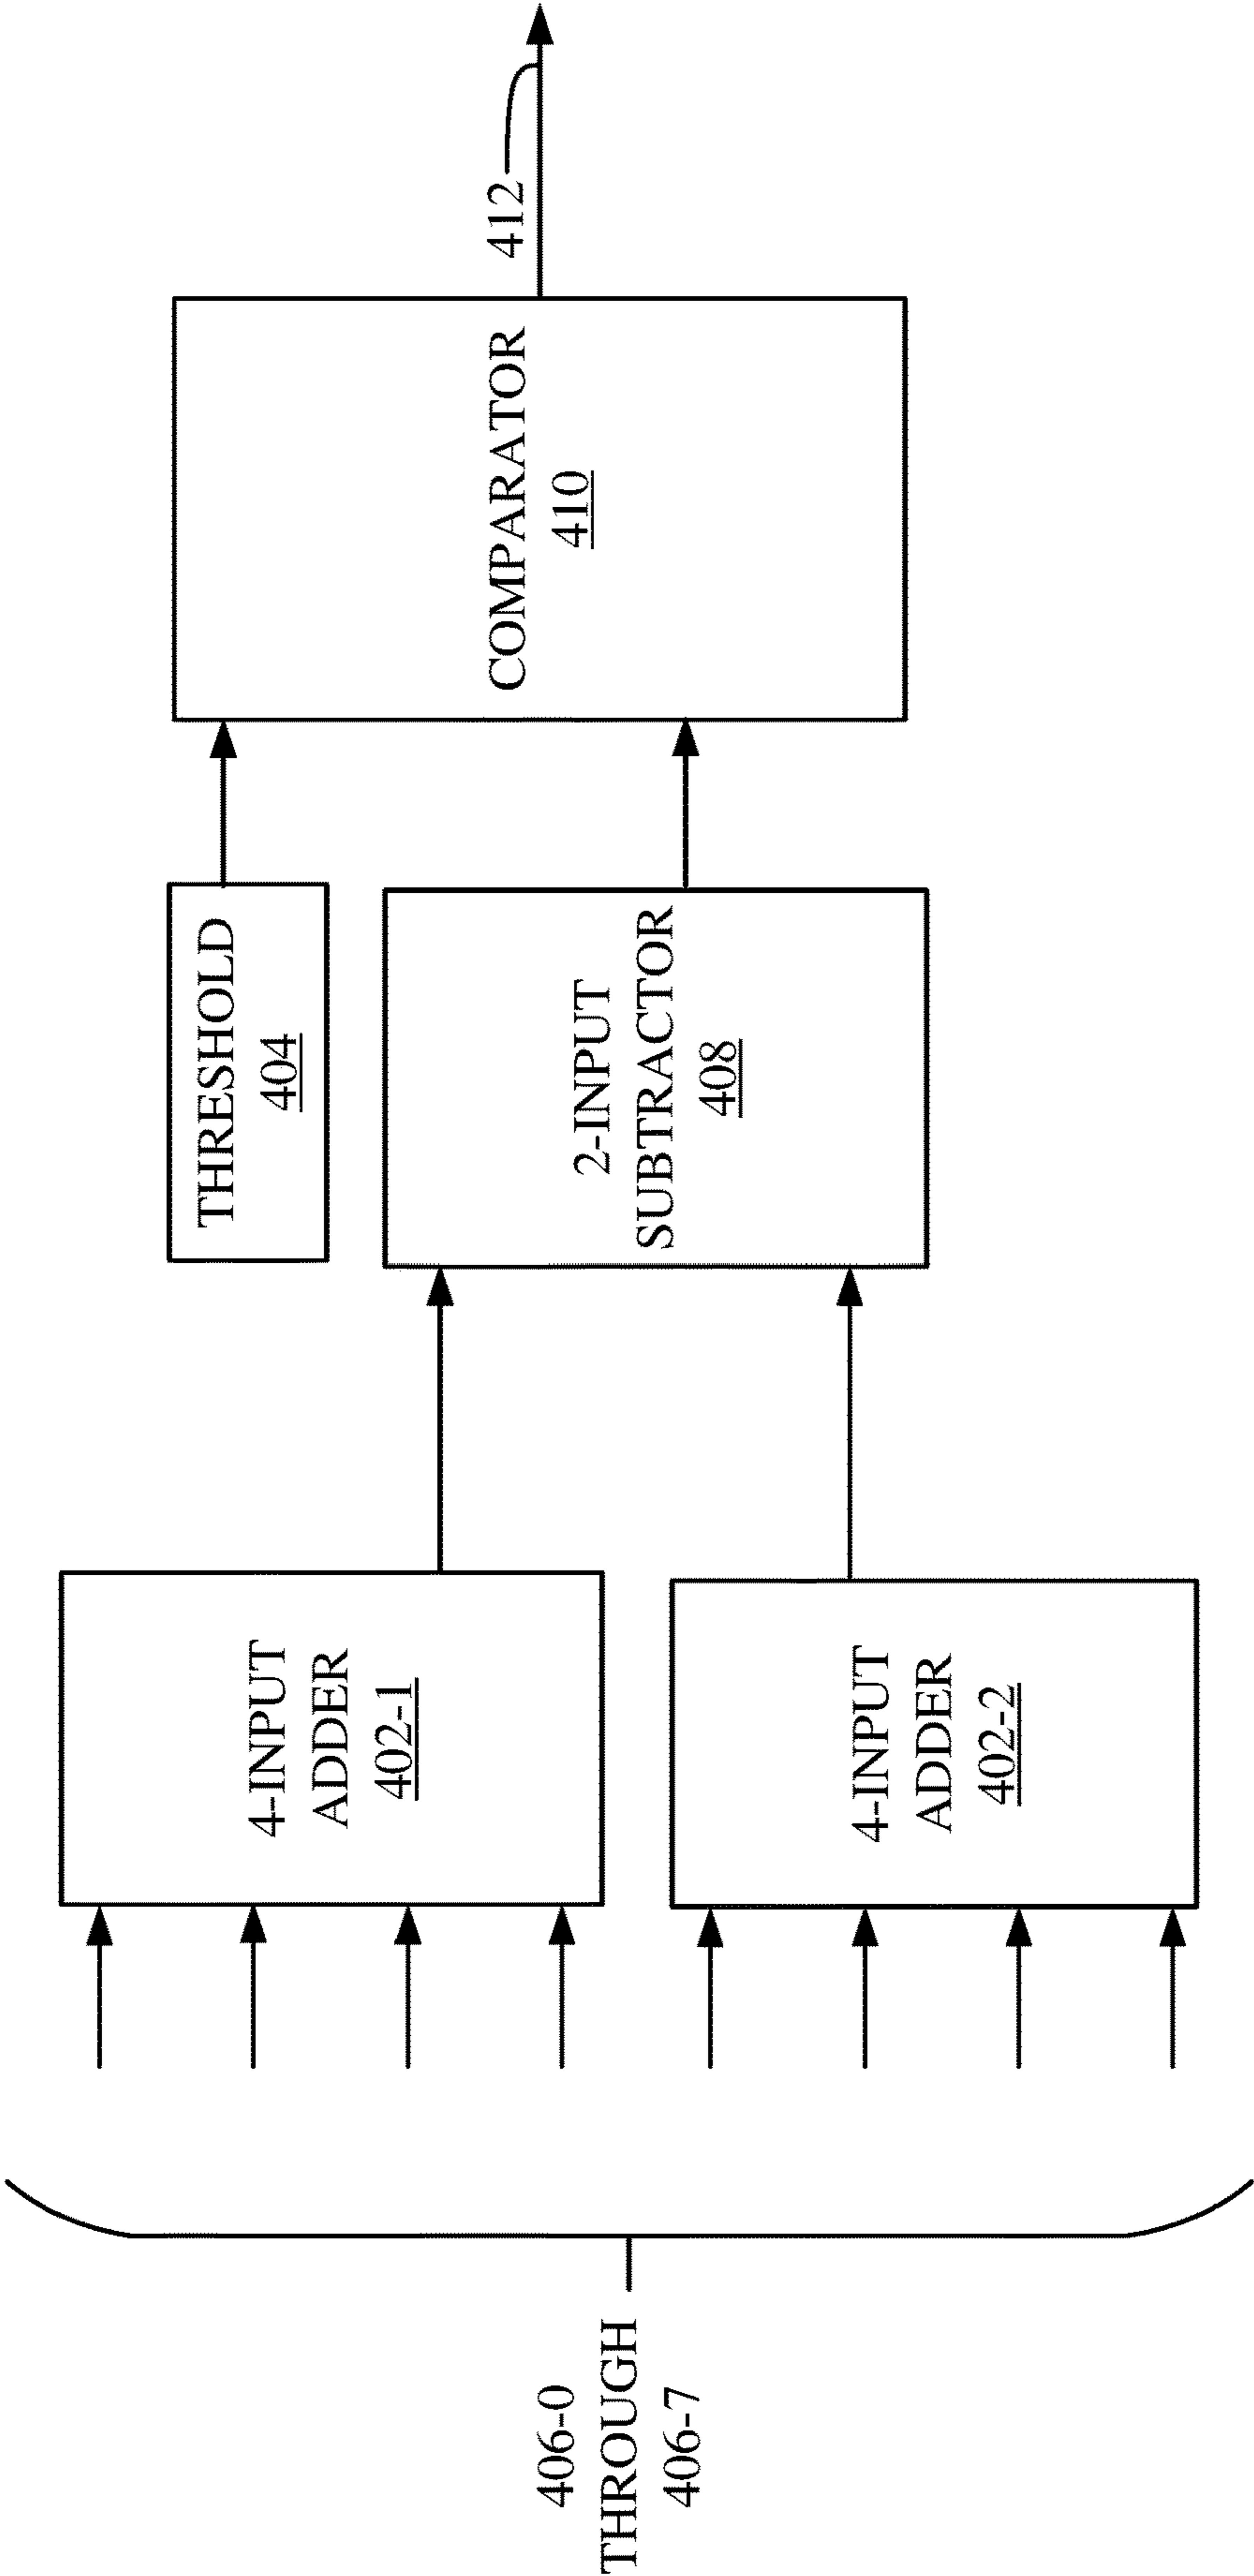 406-0
THROUGH
406-7
4-INPUT
ADDER
402-1
4-INPUT
ADDER
402-2
THRESHOLD
404
2-INPUT
SUBTRACTOR
408
COMPARATOR
410
412